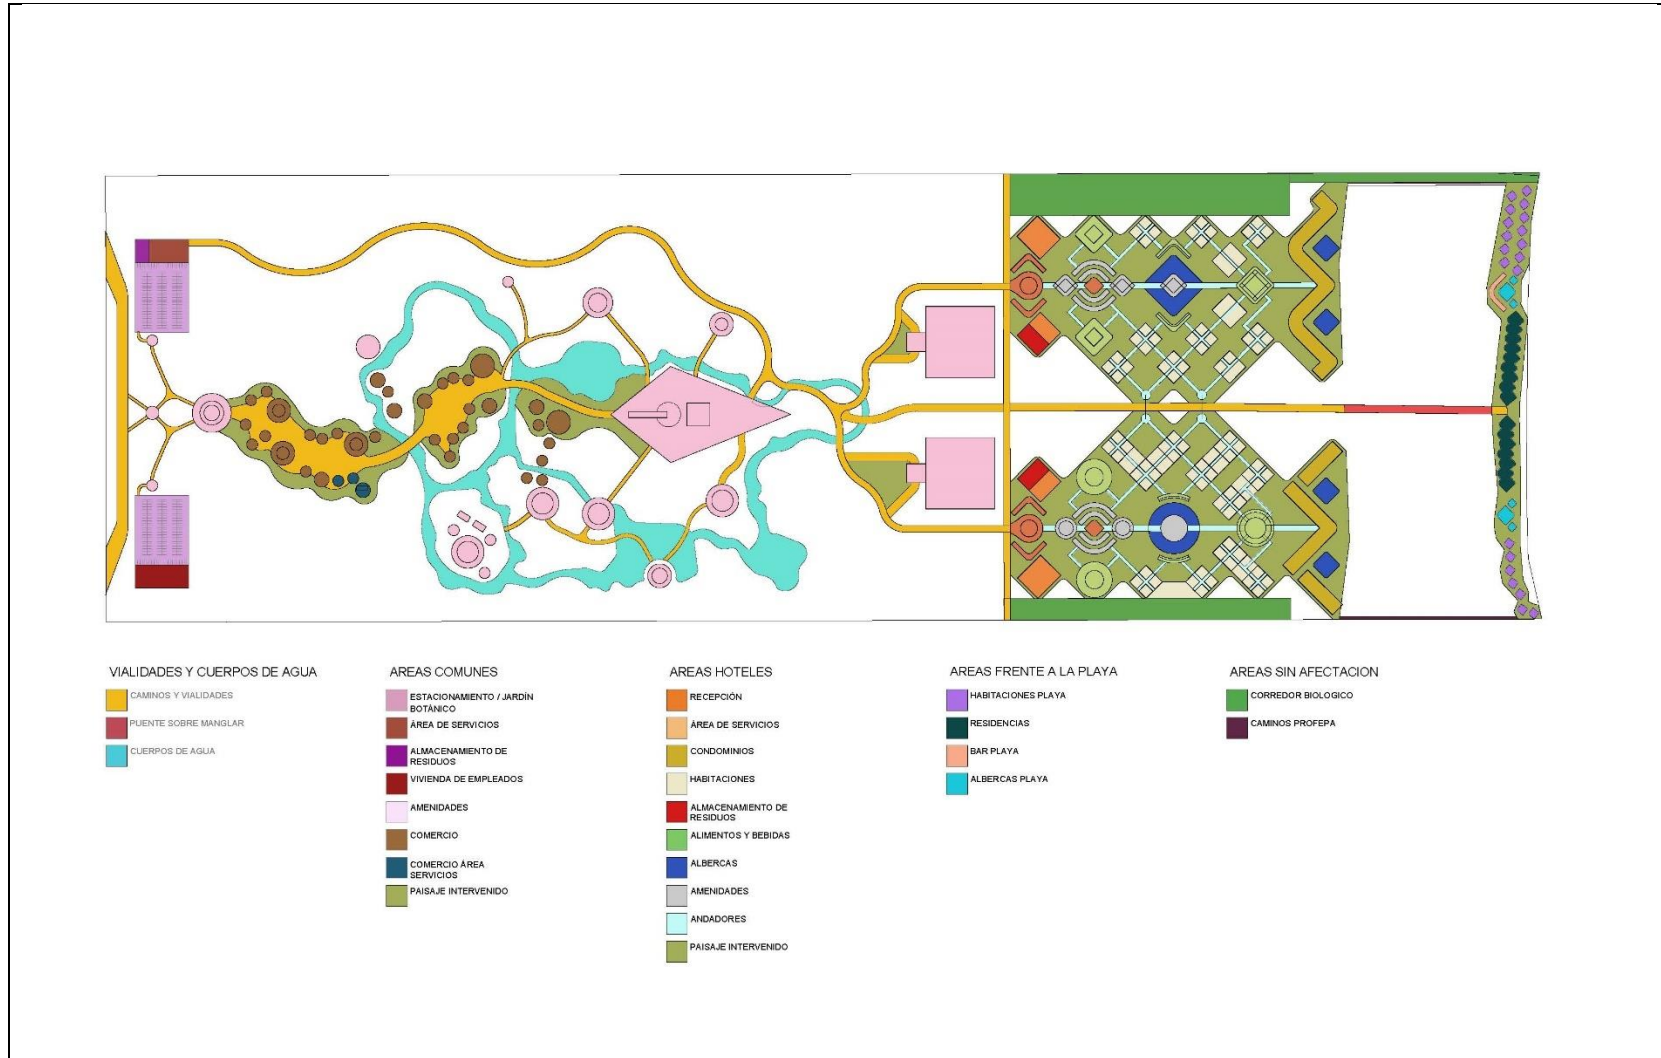 VIALIDADES Y CUERPOS DE AGUA
CAMINOS Y VIALIDADES
PUENTE SOBRE MANGLAR
CUERPOS DE AGUA
AREAS COMUNES
ESTACIONAMIENTO / JARDÍN
BOTÁNICO
ÁREA DE SERVICIOS
ALMACENAMIENTO DE
RESIDUOS
VIVIENDA DE EMPLEADOS
AMENIDADES
COMERCIO
COMERCIO ÁREA
SERVICIOS
PAISAJE INTERVENIDO
AREAS HOTELES
RECEPCIÓN
ÁREA DE SERVICIOS
CONDOMINIOS
HABITACIONES
ALMACENAMIENTO DE
RESIDUOS
ALIMENTOS Y BEBIDAS
ALBERCAS
AMENIDADES
ANDADORES
PAISAJE INTERVENIDO
AREAS FRENTE A LA PLAYA
HABITACIONES PLAYA
RESIDENCIAS
BAR PLAYA
ALBERCAS PLAYA
AREAS SIN AFECTACION
CORREDOR BIOLOGICO
CAMINOS PROFEPA